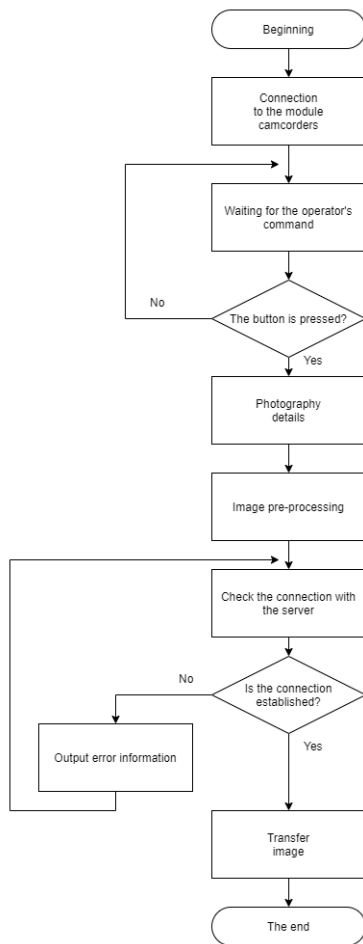 Beginning
Connection
to the module
camcorders
Waiting for the operator's
command
No
The button is pressed?
Yes
Photography
details
Image pre-processing
Check the connection with
the server
No
Is the connection
established?
Yes
Output error information
Transfer
image
The end